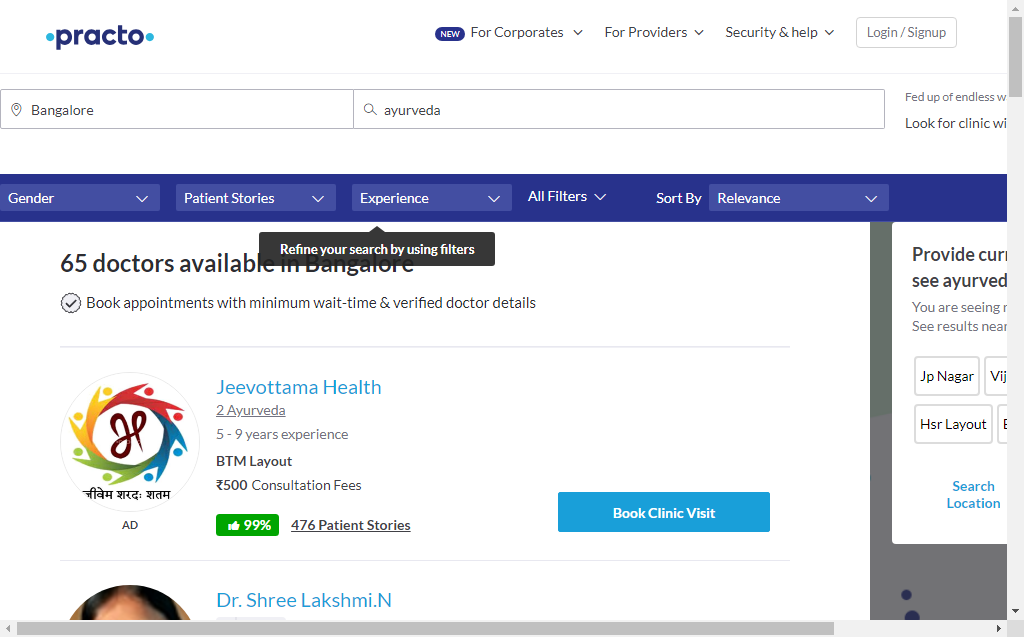 practo
NEW For Corporates
For Providers
Security & help
Login / Signup
Bangalore
ayurveda
Fed up of endless w
Look for clinic wi
Gender
Patient Stories
Experience
All Filters
Sort By
Relevance
Refine your search by using filters
65 doctors available in Bangalore
Book appointments with minimum wait-time & verified doctor details
Jeevottama Health
2 Ayurveda
5 - 9 years experience
BTM Layout
₹500 Consultation Fees
जीवेम शरदः शतम
AD
99%
476 Patient Stories
Book Clinic Visit
Dr. Shree Lakshmi.N
Provide curr
see ayurved
You are seeing r
See results near
Jp Nagar
Vij
Hsr Layout
Search
Location